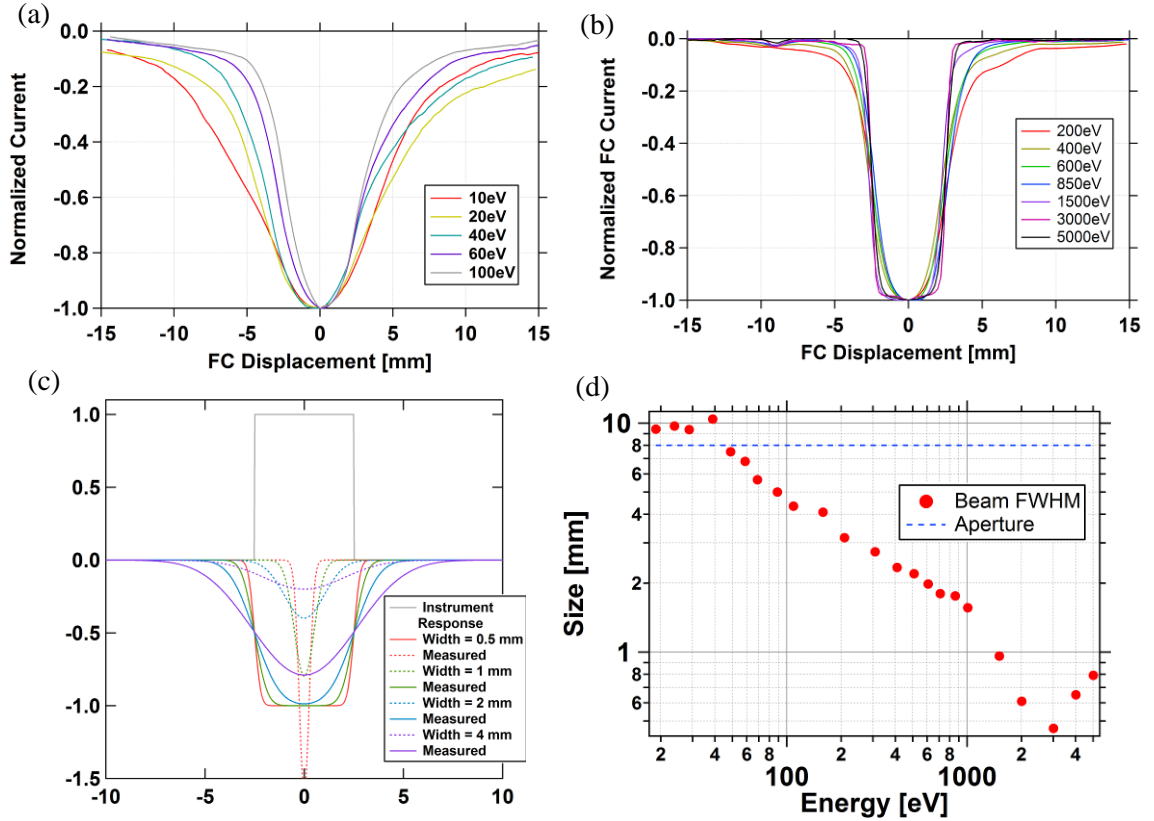 (a)
0.0
-0.2
-0.4
-0.6
-0.8
-1.0
Normalized Current
-15 -10 -5 0 5 10 15
FC Displacement [mm]
10eV
20eV
40eV
60eV
100eV
(b)
0.0
-0.2
-0.4
-0.6
-0.8
-1.0
Normalized FC Current
-15 -10 -5 0 5 10 15
FC Displacement [mm]
200eV
400eV
600eV
850eV
1500eV
3000eV
5000eV
(c)
1.0
0.5
0.0
-0.5
-1.0
-1.5
-10 -5 0 5 10
Instrument
Response
Width = 0.5 mm
Measured
Width = 1 mm
Measured
Width = 2 mm
Measured
Width = 4 mm
Measured
(d)
10
8
6
4
2
1
8
6
Size [mm]
2 4 6 8 100 2 4 6 8 1000 2 4
Energy [eV]
Beam FWHM
Aperture